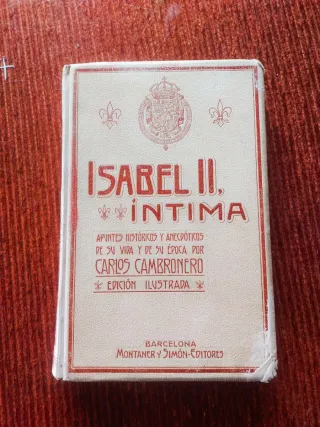 ISABEL II,
ÍNTIMA
APUNTES HISTÓRICOS Y ANECDÓTICOS
DE SU VIDA Y DE SU ÉPOCA POR
CARLOS CAMBRONERO
EDICIÓN ILUSTRADA
BARCELONA
MONTANER Y SIMÓN-EDITORES